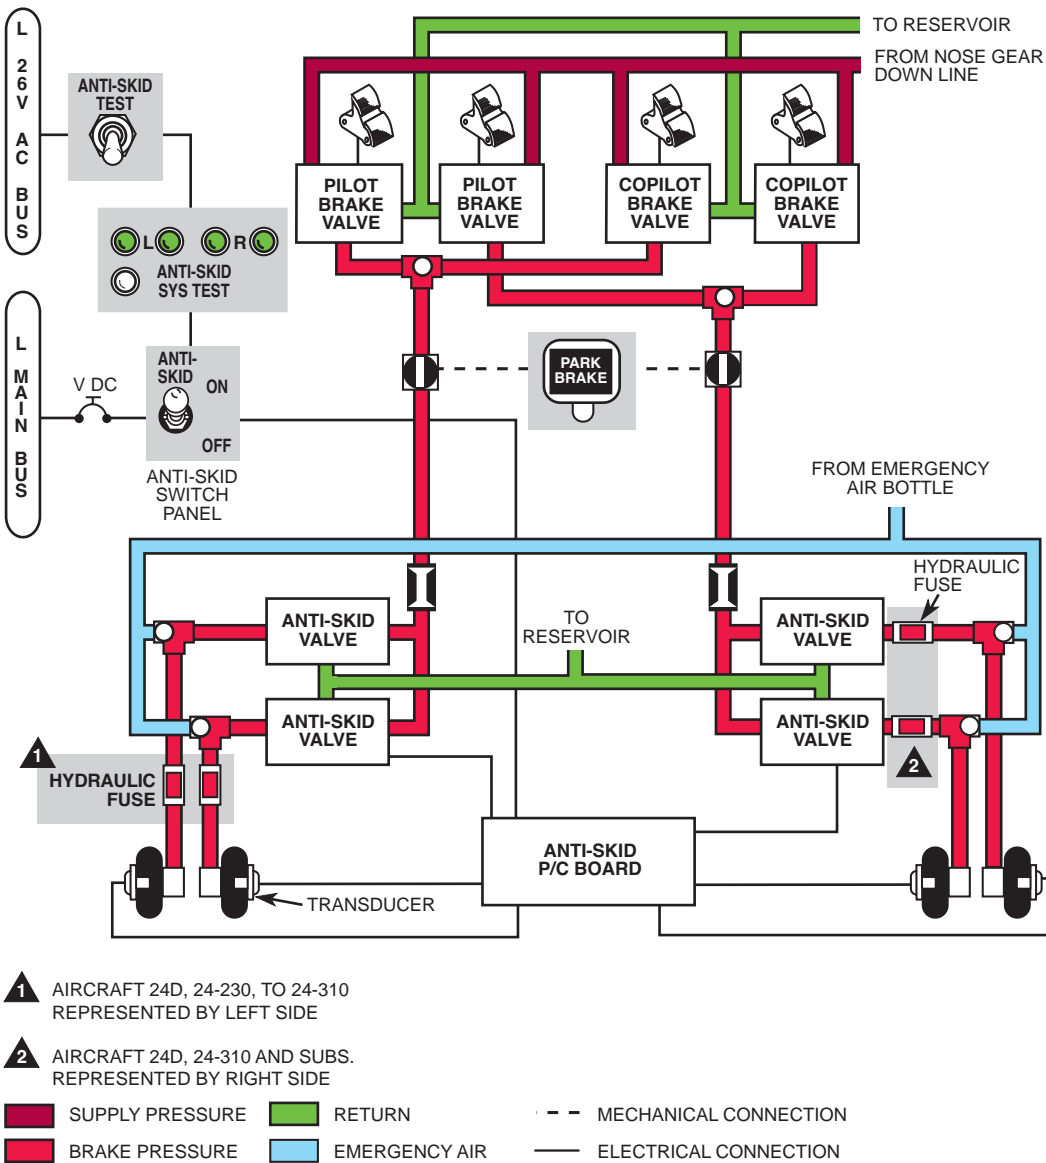 L 26V AC BUS
ANTI-SKID
TEST
TO RESERVOIR
FROM NOSE GEAR
DOWN LINE
PILOT
BRAKE
VALVE
PILOT
BRAKE
VALVE
COPILOT
BRAKE
VALVE
COPILOT
BRAKE
VALVE
L R
ANTI-SKID
SYS TEST
L MAIN BUS
V DC
ANTI-
SKID
ON
OFF
ANTI-SKID
SWITCH
PANEL
PARK
BRAKE
FROM EMERGENCY
AIR BOTTLE
HYDRAULIC
FUSE
ANTI-SKID
VALVE
TO
RESERVOIR
ANTI-SKID
VALVE
ANTI-SKID
VALVE
ANTI-SKID
VALVE
1
HYDRAULIC
FUSE
2
ANTI-SKID
P/C BOARD
TRANSDUCER
1 AIRCRAFT 24D, 24-230, TO 24-310
REPRESENTED BY LEFT SIDE
2 AIRCRAFT 24D, 24-310 AND SUBS.
REPRESENTED BY RIGHT SIDE
SUPPLY PRESSURE
RETURN
MECHANICAL CONNECTION
BRAKE PRESSURE
EMERGENCY AIR
ELECTRICAL CONNECTION